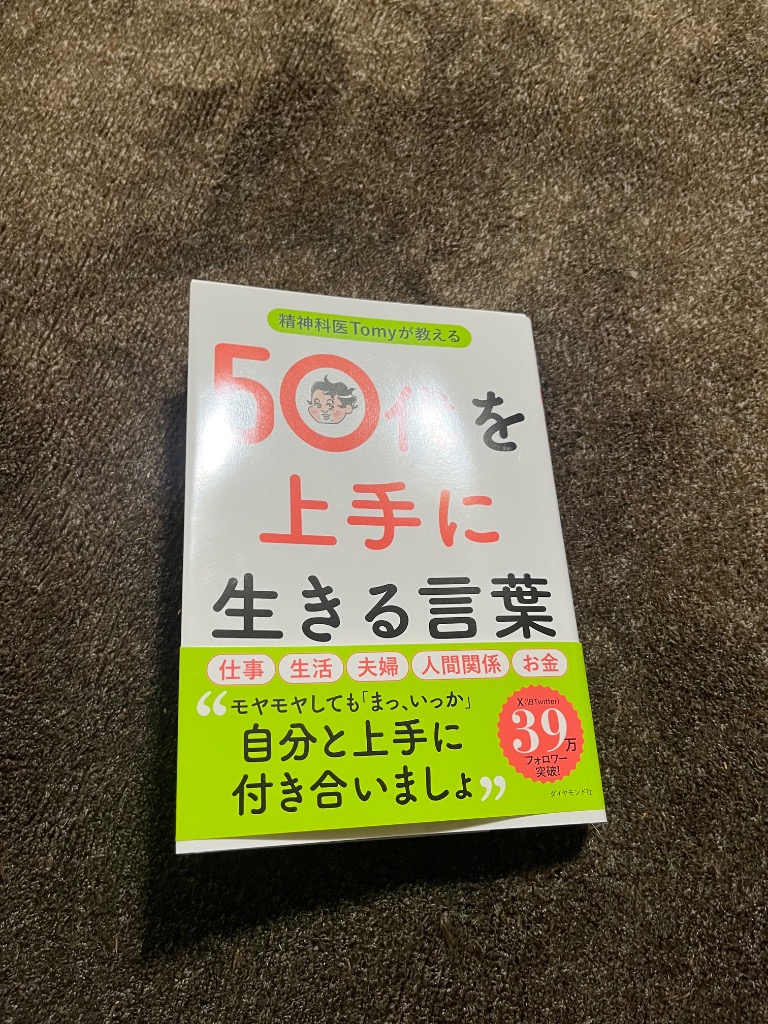 精神科医Tomyが教える
50代を
上手に
生きる言葉
仕事 生活 夫婦 人間関係 お金
“モヤモヤしても「まっ、いっか」
自分と上手に
付き合いましょ”
X(旧Twitter)
39万
フォロワー
突破!
ダイヤモンド社